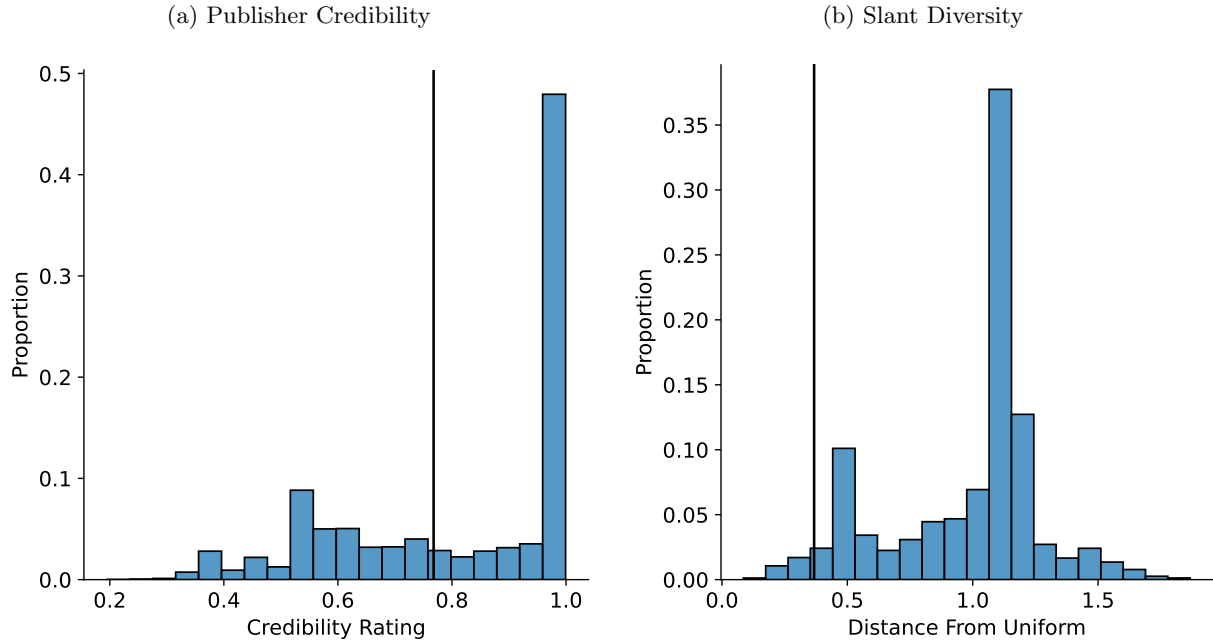 (a) Publisher Credibility
0.5
0.4
0.3
0.2
0.1
0.0
Proportion
0.2 0.4 0.6 0.8 1.0
Credibility Rating
(b) Slant Diversity
0.35
0.30
0.25
0.20
0.15
0.10
0.05
0.00
Proportion
0.0 0.5 1.0 1.5
Distance From Uniform